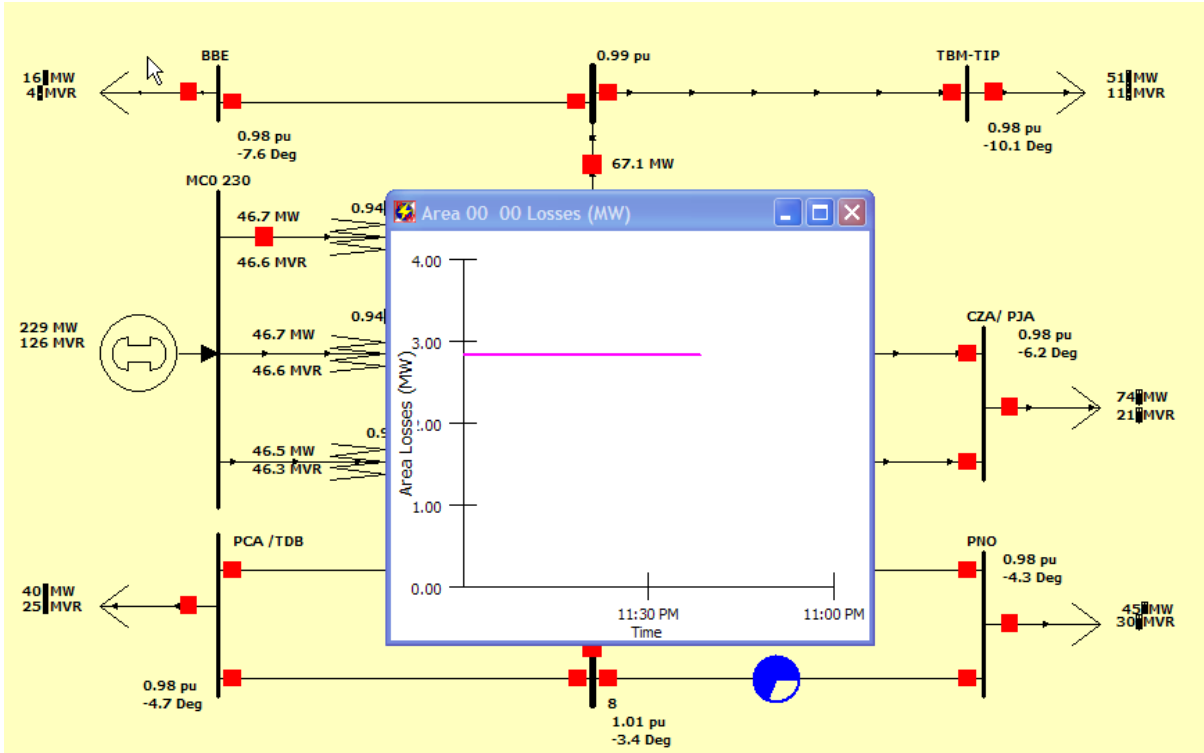 BBE
0.99 pu
TBM-TIP
16 MW
4 MVR
51 MW
11 MVR
0.98 pu
-7.6 Deg
0.98 pu
-10.1 Deg
67.1 MW
MC0 230
46.7 MW
0.94
46.6 MVR
Area 00 00 Losses (MW)
4.00
3.00
2.00
1.00
0.00
Area Losses (MW)
11:30 PM
11:00 PM
Time
229 MW
126 MVR
46.7 MW
0.94
46.6 MVR
CZA/ PJA
0.98 pu
-6.2 Deg
74 MW
21 MVR
46.5 MW
46.3 MVR
PCA /TDB
PNO
0.98 pu
-4.3 Deg
40 MW
25 MVR
45 MW
30 MVR
0.98 pu
-4.7 Deg
8
1.01 pu
-3.4 Deg